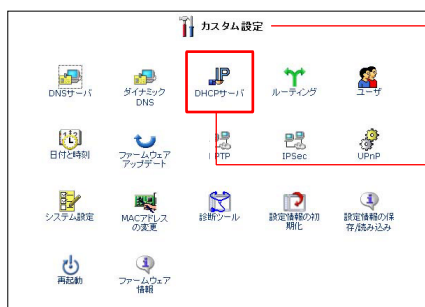 カスタム設定
DNSサーバ
ダイナミック
DNS
DHCPサーバ
ルーティング
ユーザ
日付と時刻
ファームウェア
アップデート
PTP
IPSec
UPnP
システム設定
MACアドレス
の変更
診断ツール
設定情報の初
期化
設定情報の保
存/読み込み
再起動
ファームウェア
情報